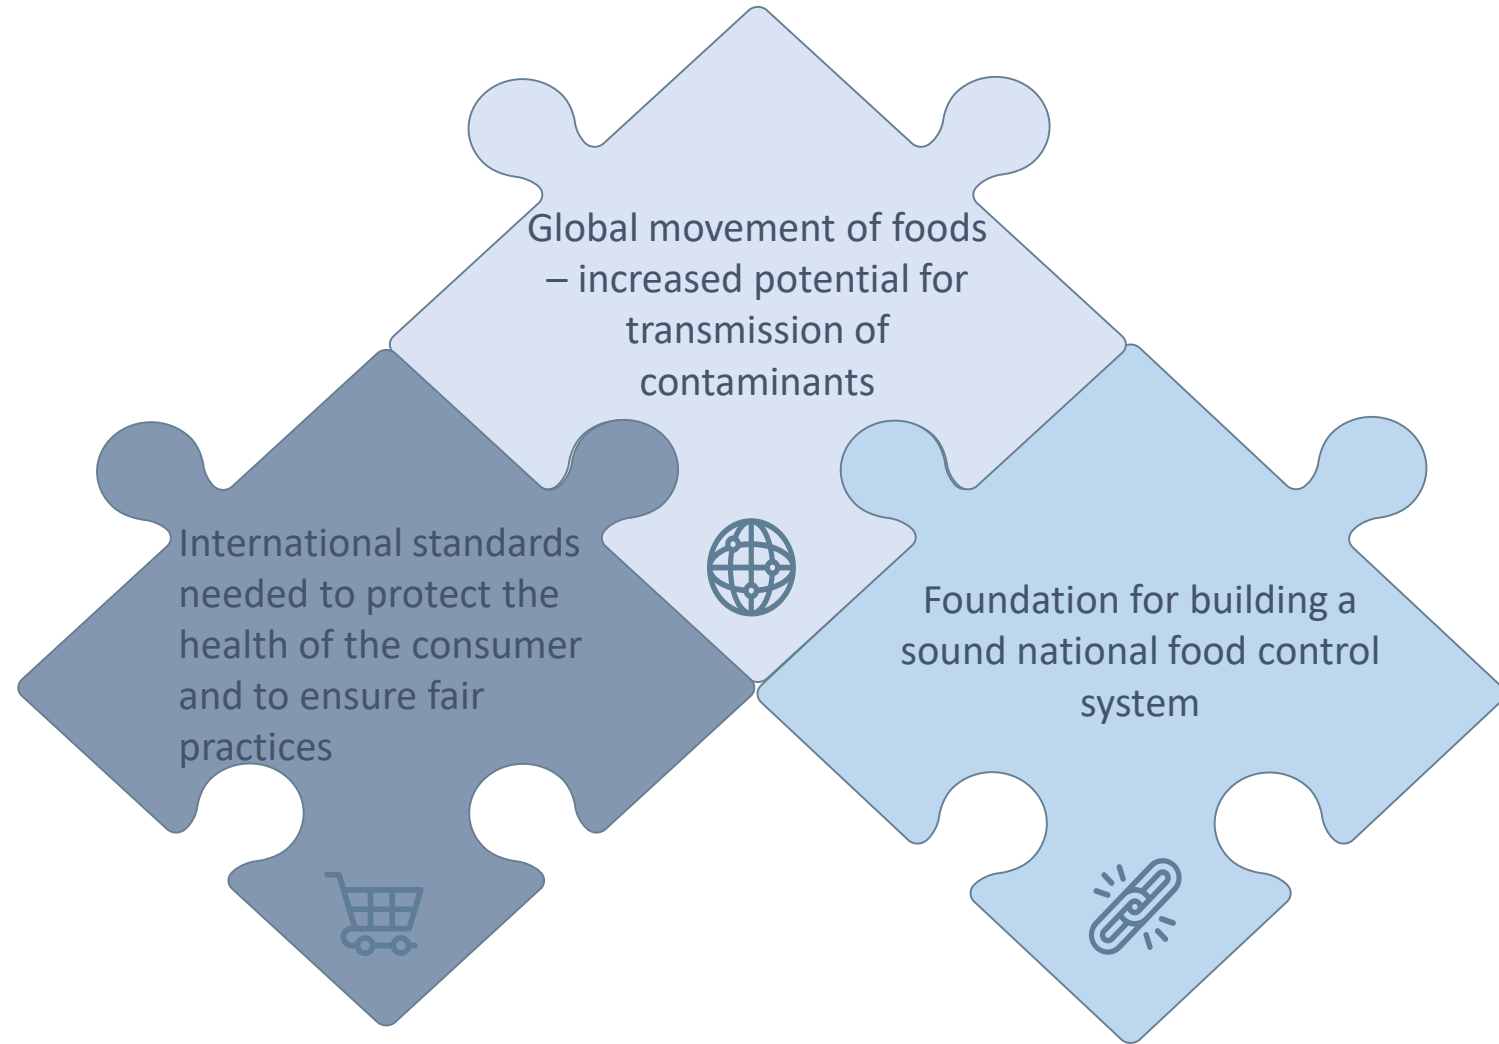 Global movement of foods
– increased potential for
transmission of
contaminants
International standards
needed to protect the
health of the consumer
and to ensure fair
practices
Foundation for building a
sound national food control
system